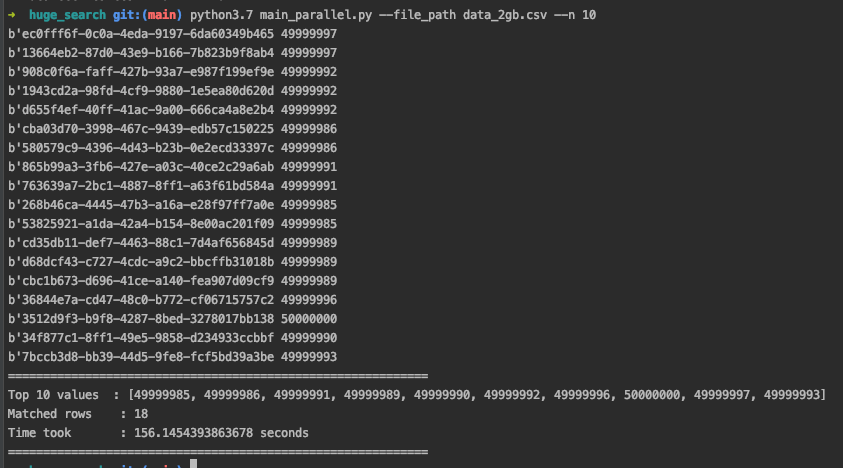 → huge_search git:(main) python3.7 main_parallel.py --file_path data_2gb.csv --n 10
b'ec0fff6f-0c0a-4eda-9197-6da60349b465 49999997
b'13664eb2-87d0-43e9-b166-7b823b9f8ab4 49999997
b'908c0f6a-faff-427b-93a7-e987f199ef9e 49999992
b'1943cd2a-98fd-4cf9-9880-1e5ea80d620d 49999992
b'd655f4ef-40ff-41ac-9a00-666ca4a8e2b4 49999992
b'cba03d70-3998-467c-9439-edb57c150225 49999986
b'580579c9-4396-4d43-b23b-0e2ecd33397c 49999986
b'865b99a3-3fb6-427e-a03c-40ce2c29a6ab 49999991
b'763639a7-2bc1-4887-8ff1-a63f61bd584a 49999991
b'268b46ca-4445-47b3-a16a-e28f97ff7a0e 49999985
b'53825921-a1da-42a4-b154-8e00ac201f09 49999985
b'cd35db11-def7-4463-88c1-7d4af656845d 49999989
b'd68dcf43-c727-4cdc-a9c2-bbcffb31018b 49999989
b'cbc1b673-d696-41ce-a140-fea907d09cf9 49999989
b'36844e7a-cd47-48c0-b772-cf06715757c2 49999996
b'3512d9f3-b9f8-4287-8bed-3278017bb138 50000000
b'34f877c1-8ff1-49e5-9858-d234933ccbbf 49999990
b'7bccb3d8-bb39-44d5-9fe8-fcf5bd39a3be 49999993
============================================================
Top 10 values : [49999985, 49999986, 49999991, 49999989, 49999990, 49999992, 49999996, 50000000, 49999997, 49999993]
Matched rows : 18
Time took : 156.1454393863678 seconds
============================================================
→ huge_search git:(main)